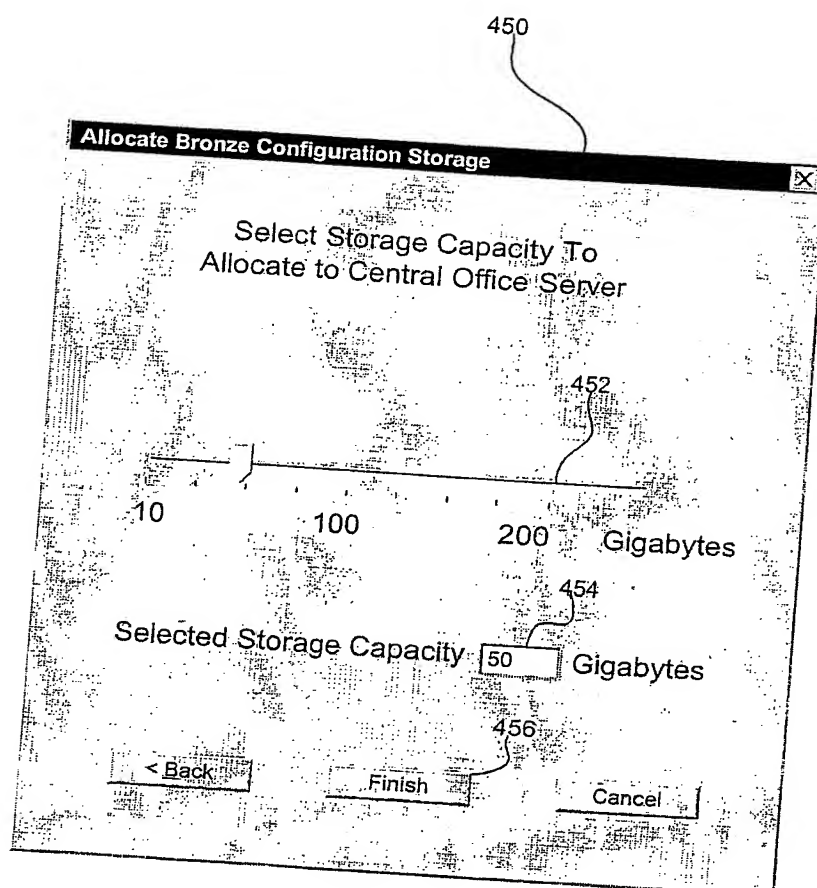 450
Allocate Bronze Configuration Storage
Select Storage Capacity To
Allocate to Central Office Server
452
10 100 200 Gigabytes
454
Selected Storage Capacity 50 Gigabytes
456
< Back Finish Cancel